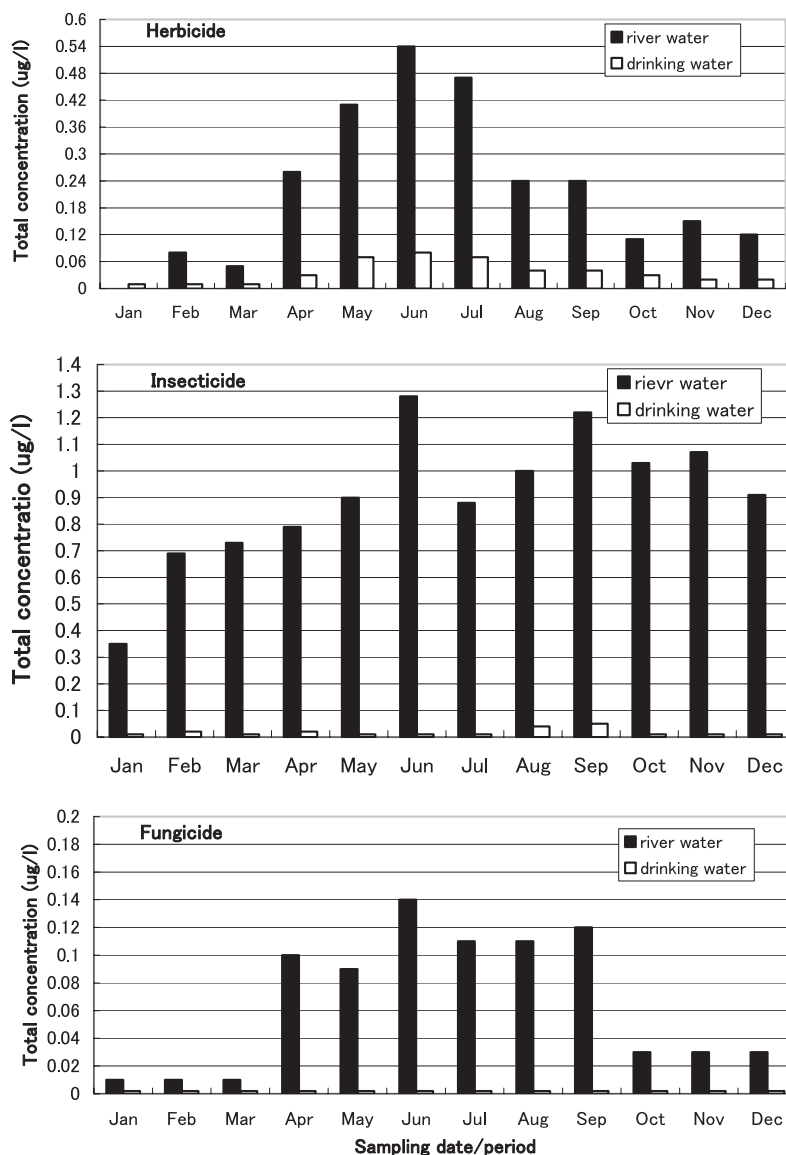 Herbicide
river water
drinking water
Total concentration (ug/l)
0.6
0.54
0.48
0.42
0.36
0.3
0.24
0.18
0.12
0.06
0
Jan Feb Mar Apr May Jun Jul Aug Sep Oct Nov Dec
Insecticide
rievr water
drinking water
Total concentratio (ug/l)
1.4
1.3
1.2
1.1
1
0.9
0.8
0.7
0.6
0.5
0.4
0.3
0.2
0.1
0
Jan Feb Mar Apr May Jun Jul Aug Sep Oct Nov Dec
Fungicide
river water
drinking water
Total concentration (ug/l)
0.2
0.18
0.16
0.14
0.12
0.1
0.08
0.06
0.04
0.02
0
Jan Feb Mar Apr May Jun Jul Aug Sep Oct Nov Dec
Sampling date/period